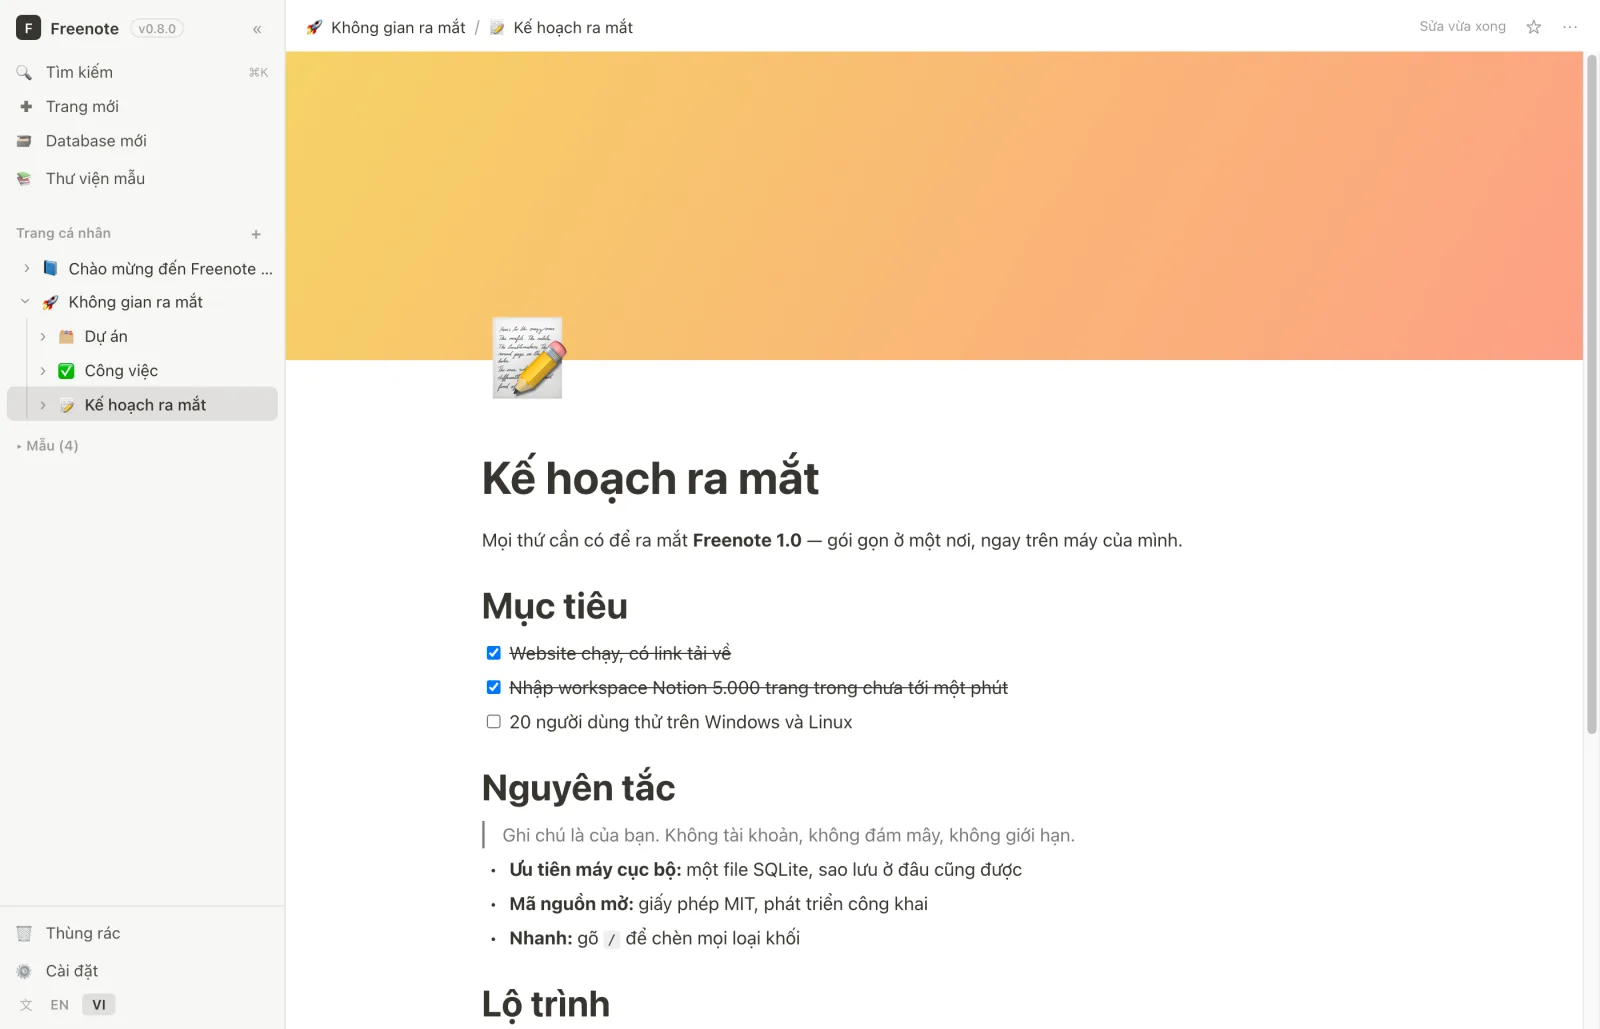 F Freenote v0.8.0 «
Tìm kiếm ⌘K
Trang mới
Database mới
Thư viện mẫu
Trang cá nhân +
Chào mừng đến Freenote ...
Không gian ra mắt
Dự án
Công việc
Kế hoạch ra mắt
Mẫu (4)
Thùng rác
Cài đặt
文 EN VI
Không gian ra mắt / Kế hoạch ra mắt
Sửa vừa xong
Kế hoạch ra mắt
Mọi thứ cần có để ra mắt Freenote 1.0 — gói gọn ở một nơi, ngay trên máy của mình.
Mục tiêu
Website chạy, có link tải về
Nhập workspace Notion 5.000 trang trong chưa tới một phút
20 người dùng thử trên Windows và Linux
Nguyên tắc
Ghi chú là của bạn. Không tài khoản, không đám mây, không giới hạn.
• Ưu tiên máy cục bộ: một file SQLite, sao lưu ở đâu cũng được
• Mã nguồn mở: giấy phép MIT, phát triển công khai
• Nhanh: gõ / để chèn mọi loại khối
Lộ trình